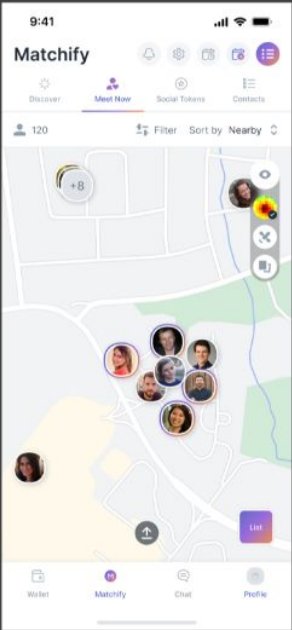 9:41
Matchify
Discover
Meet Now
Social Tokens
Contacts
120
Filter
Sort by Nearby
+8
List
Wallet
Matchify
Chat
Profile